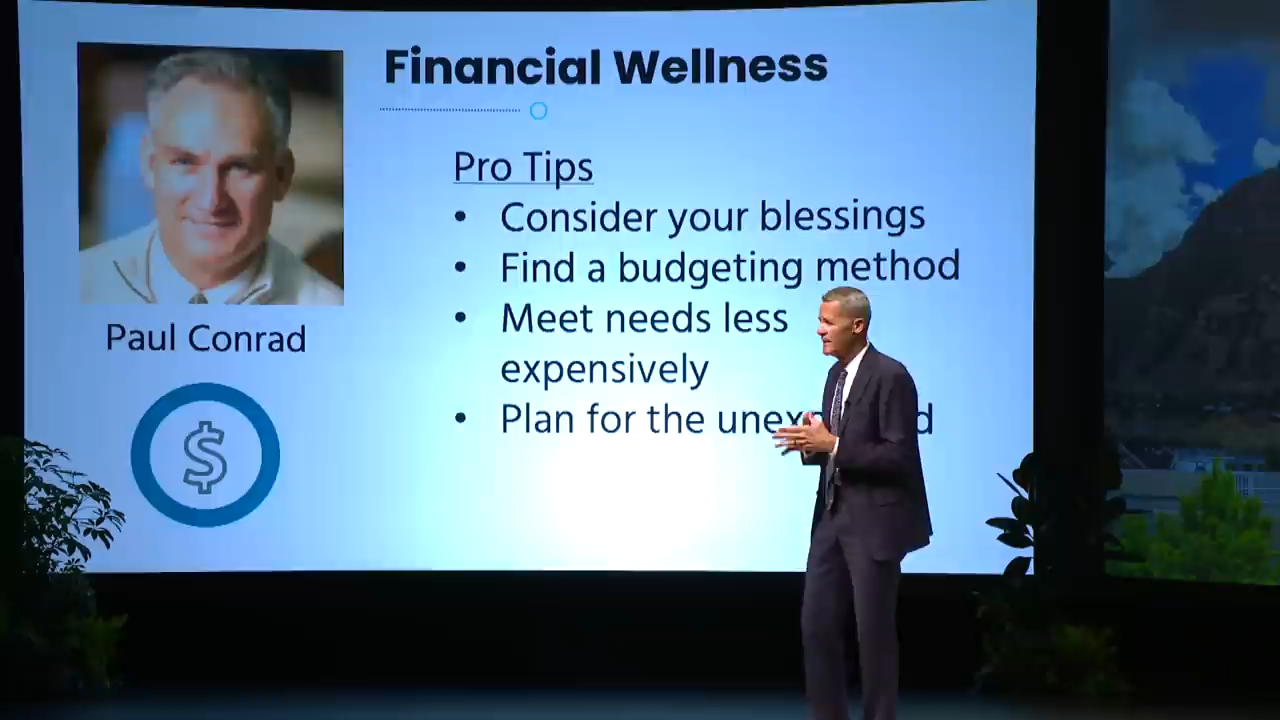 Financial Wellness
Pro Tips
• Consider your blessings
• Find a budgeting method
• Meet needs less
expensively
• Plan for the
Paul Conrad
$